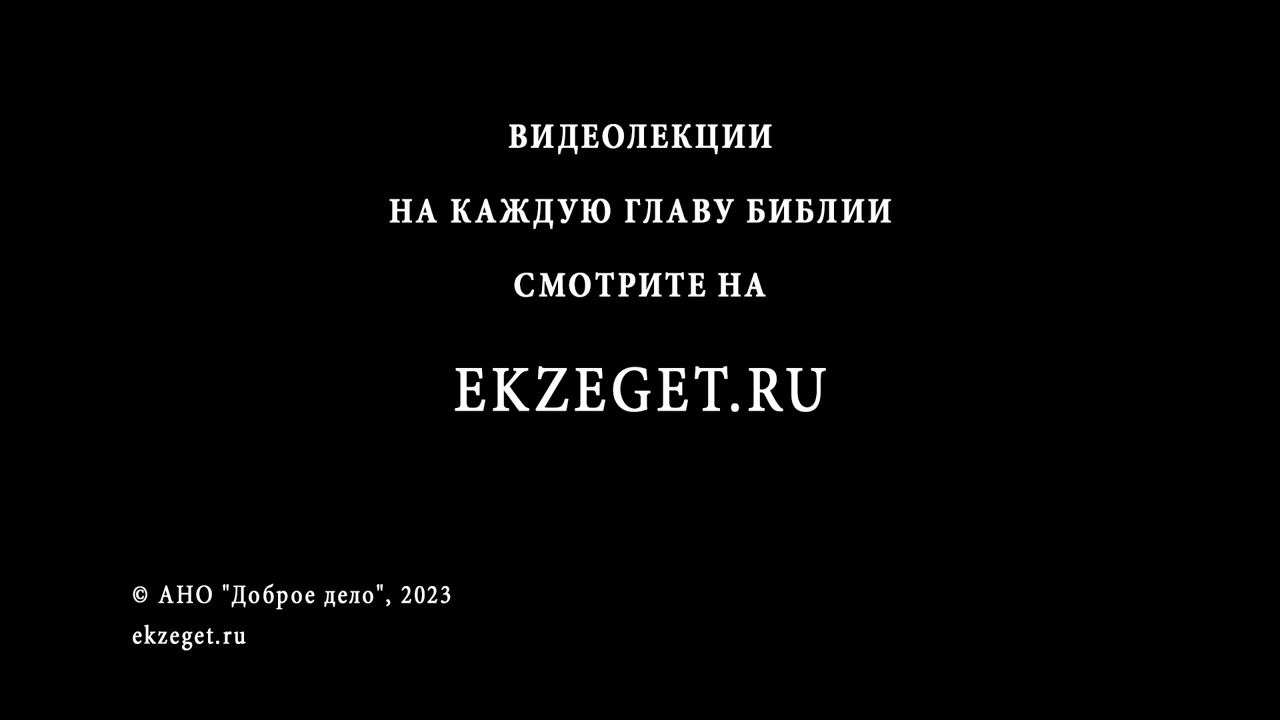 ВИДЕОЛЕКЦИИ
НА КАЖДУЮ ГЛАВУ БИБЛИИ
СМОТРИТЕ НА
EKZEGET.RU
© АНО "Доброе дело", 2023
ekzeget.ru